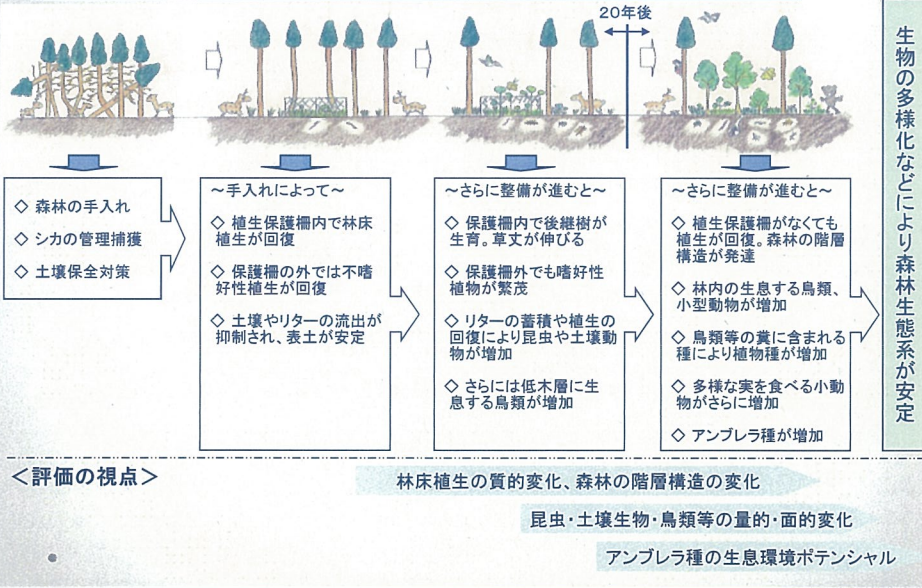 20年後
◇ 森林の手入れ
◇ シカの管理捕獲
◇ 土壌保全対策
～手入れによって～
◇ 植生保護柵内で林床
植生が回復
◇ 保護柵の外では不嗜
好性植生が回復
◇ 土壌やリターの流出が
抑制され、表土が安定
～さらに整備が進むと～
◇ 保護柵内で後継樹が
生育。草丈が伸びる
◇ 保護柵外でも嗜好性
植物が繁茂
◇ リターの蓄積や植生の
回復により昆虫や土壌動
物が増加
◇ さらには低木層に生
息する鳥類が増加
～さらに整備が進むと～
◇ 植生保護柵がなくても
植生が回復。森林の階層
構造が発達
◇ 林内の生息する鳥類、
小型動物が増加
◇ 鳥類等の糞に含まれる
種により植物種が増加
◇ 多様な実を食べる小動
物がさらに増加
◇ アンブレラ種が増加
生物の多様化などにより森林生態系が安定
＜評価の視点＞
林床植生の質的変化、森林の階層構造の変化
昆虫・土壌生物・鳥類等の量的・面的変化
アンブレラ種の生息環境ポテンシャル